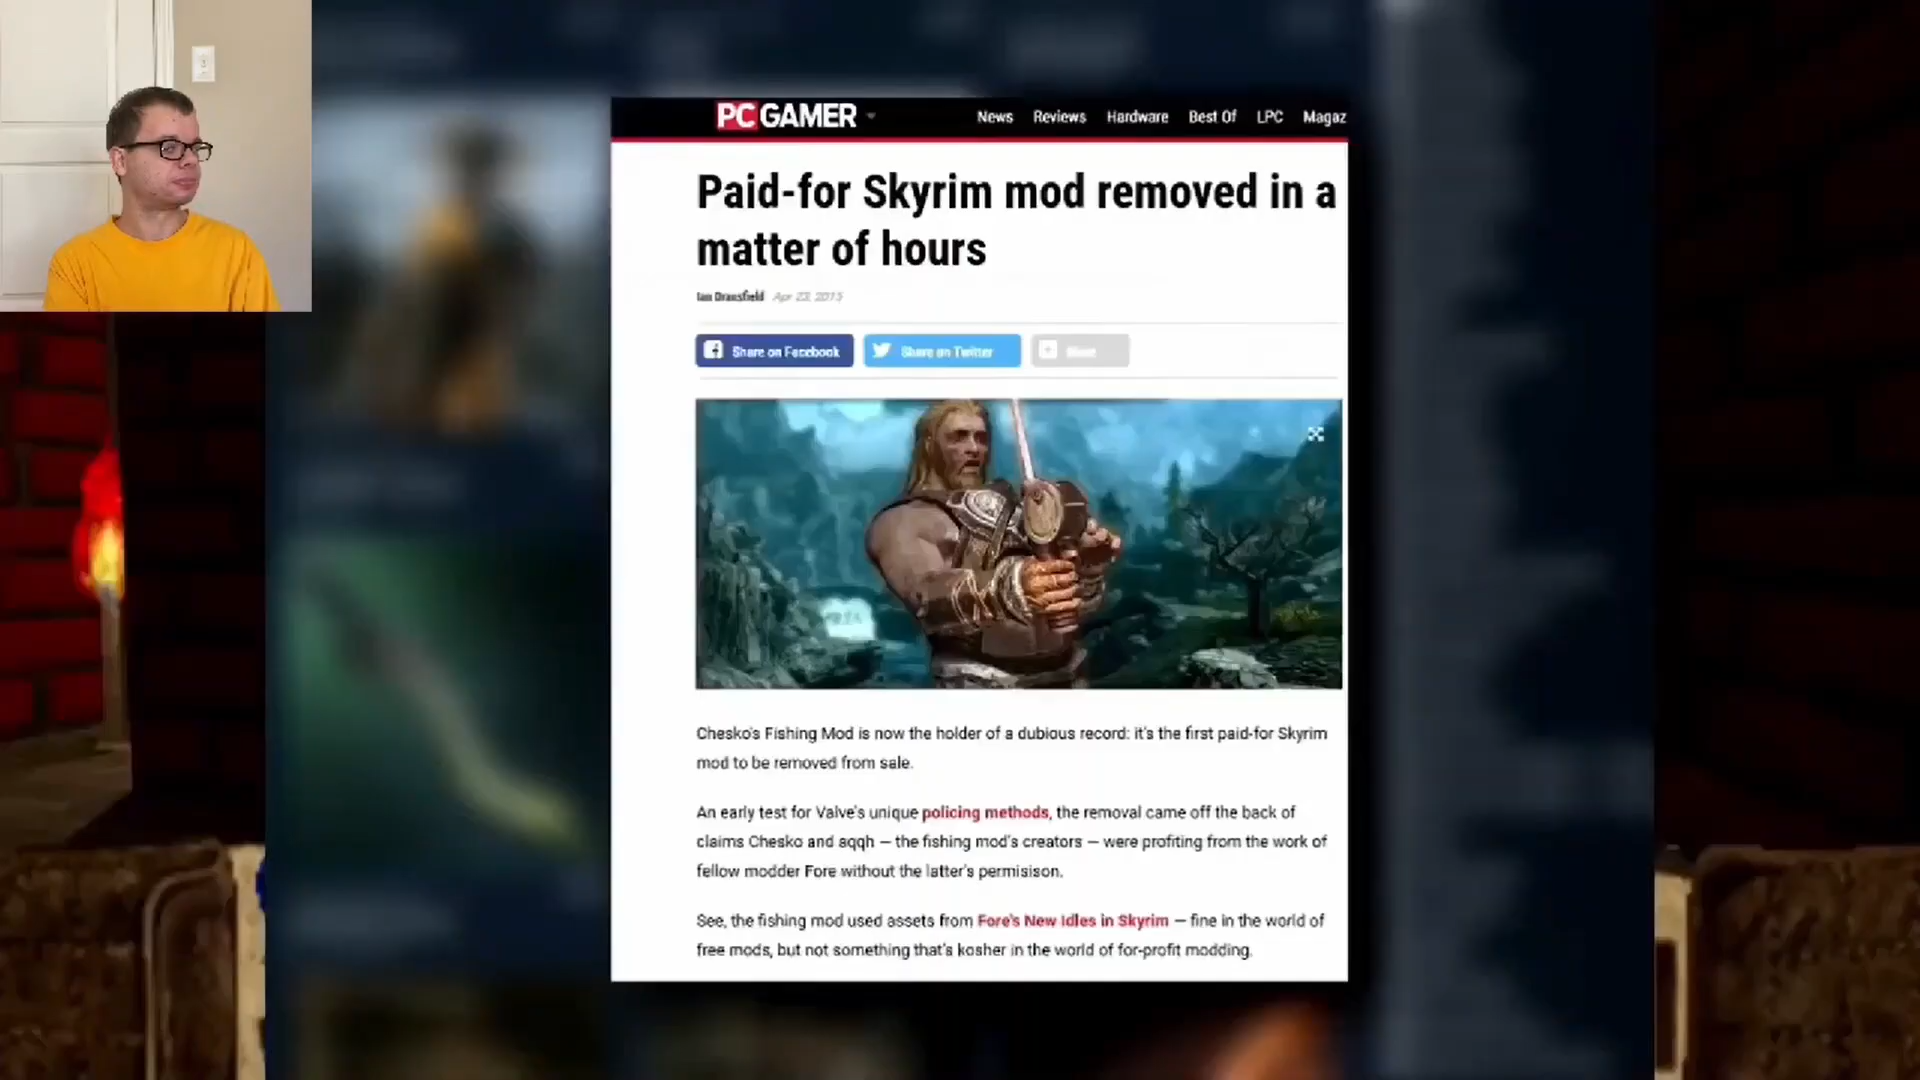 PC GAMER
News Reviews Hardware Best Of LPC Magaz
Paid-for Skyrim mod removed in a
matter of hours
Ian Dransfield Apr 23, 2015
Share on Facebook Share on Twitter
Chesko's Fishing Mod is now the holder of a dubious record: it's the first paid-for Skyrim
mod to be removed from sale.
An early test for Valve's unique policing methods, the removal came off the back of
claims Chesko and aqqh — the fishing mod's creators — were profiting from the work of
fellow modder Fore without the latter's permisison.
See, the fishing mod used assets from Fore's New Idles in Skyrim — fine in the world of
free mods, but not something that's kosher in the world of for-profit modding.